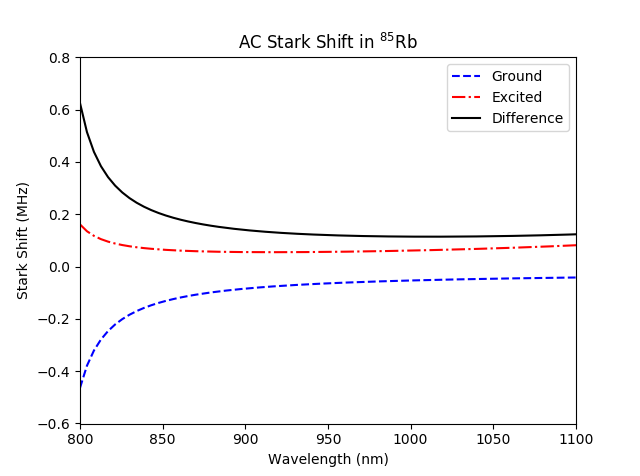 AC Stark Shift in ⁸⁵Rb
Ground
Excited
Difference
Stark Shift (MHz)
0.8
0.6
0.4
0.2
0.0
−0.2
−0.4
−0.6
800 850 900 950 1000 1050 1100
Wavelength (nm)